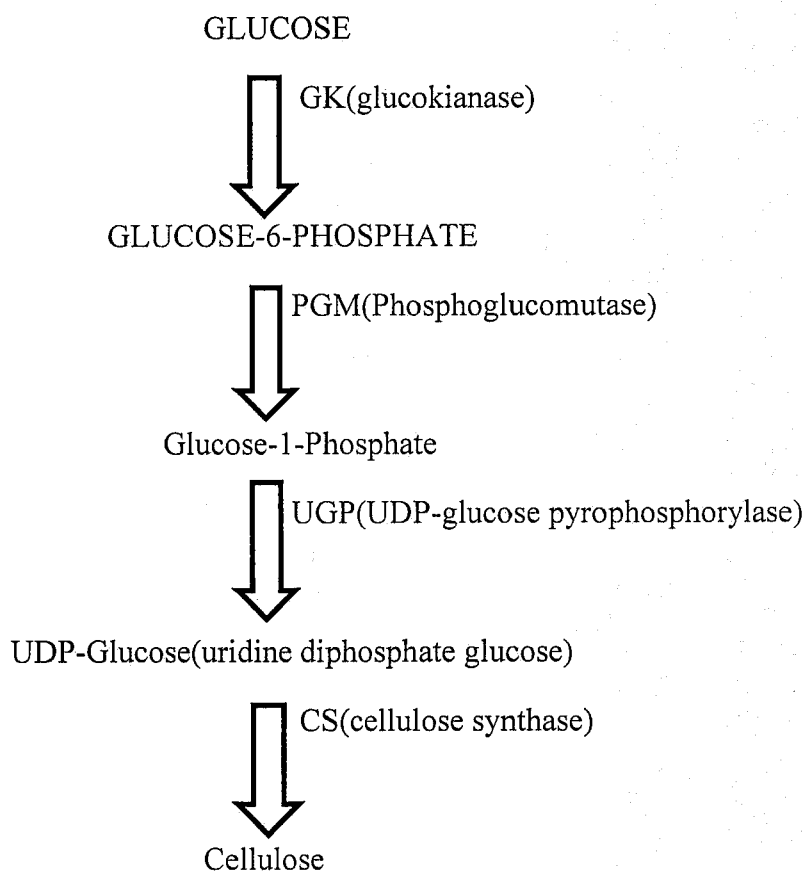 GLUCOSE
GK(glucokianase)
GLUCOSE-6-PHOSPHATE
PGM(Phosphoglucomutase)
Glucose-1-Phosphate
UGP(UDP-glucose pyrophosphorylase)
UDP-Glucose(uridine diphosphate glucose)
CS(cellulose synthase)
Cellulose